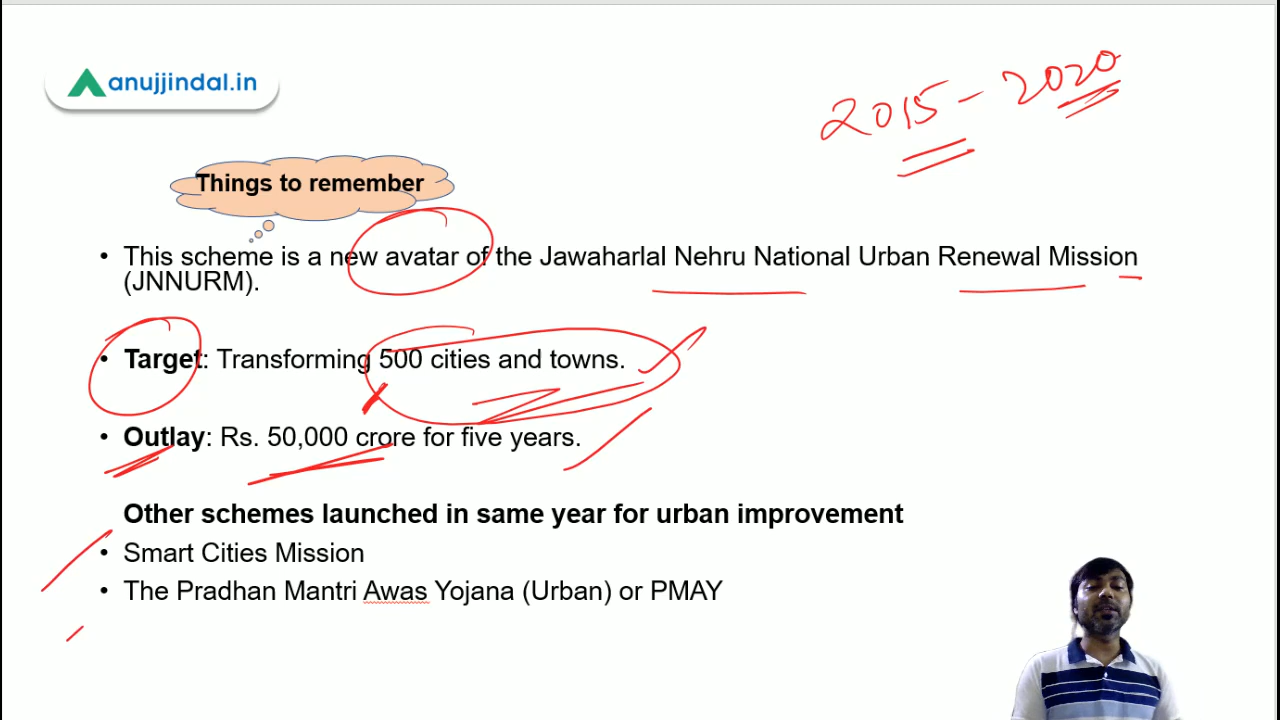 anujjindal.in
2015 - 2020
Things to remember
• This scheme is a new avatar of the Jawaharlal Nehru National Urban Renewal Mission
(JNNURM).
• Target: Transforming 500 cities and towns.
• Outlay: Rs. 50,000 crore for five years.
Other schemes launched in same year for urban improvement
• Smart Cities Mission
• The Pradhan Mantri Awas Yojana (Urban) or PMAY